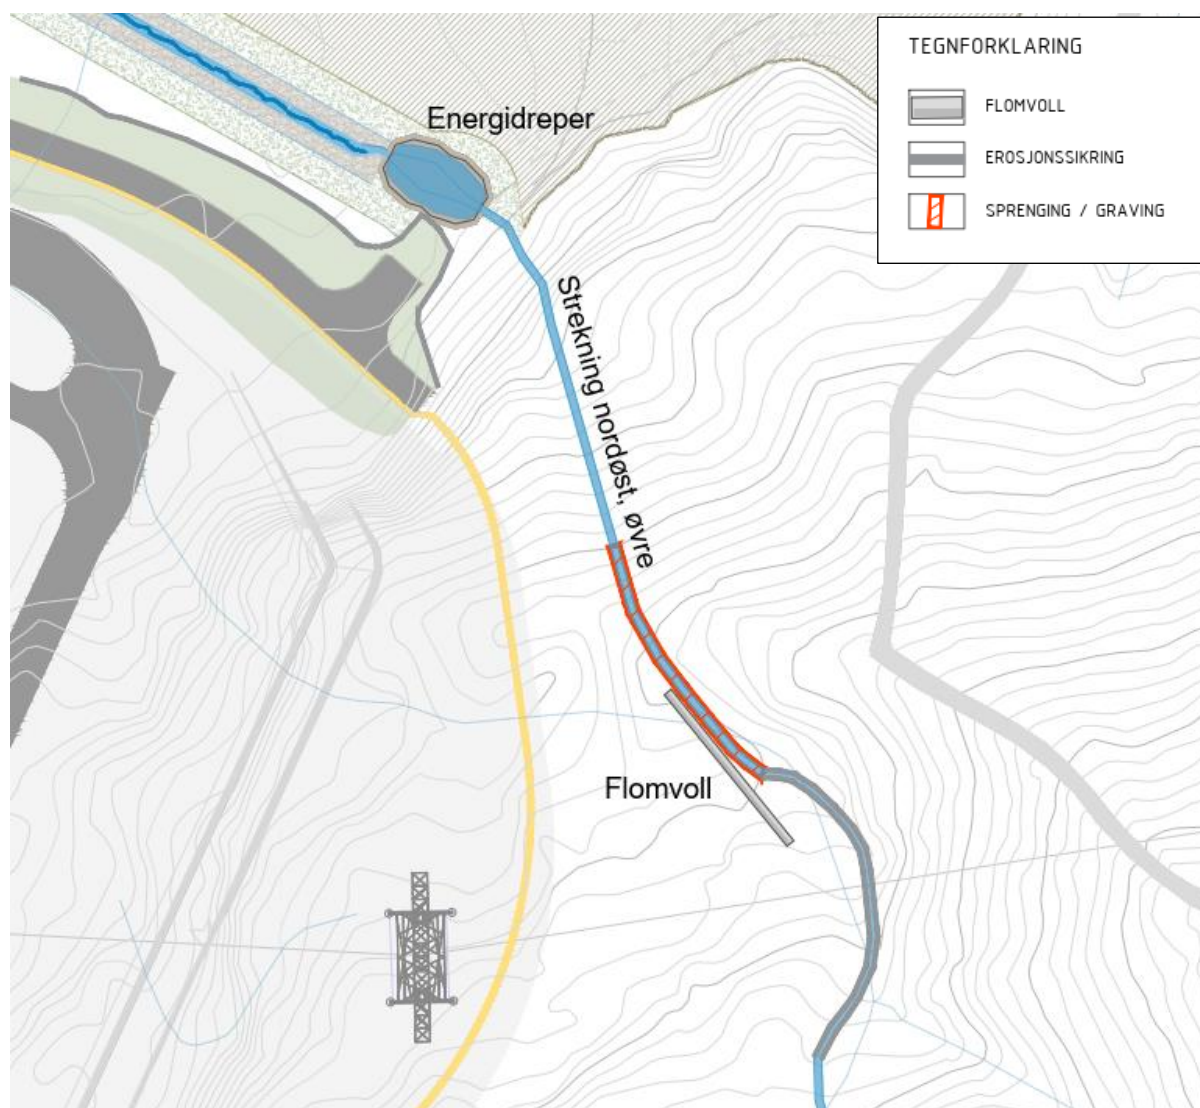 TEGNFORKLARING
FLOMVOLL
EROSJONSSIKRING
SPRENGING / GRAVING
Energidreper
Strekning nordøst, øvre
Flomvoll